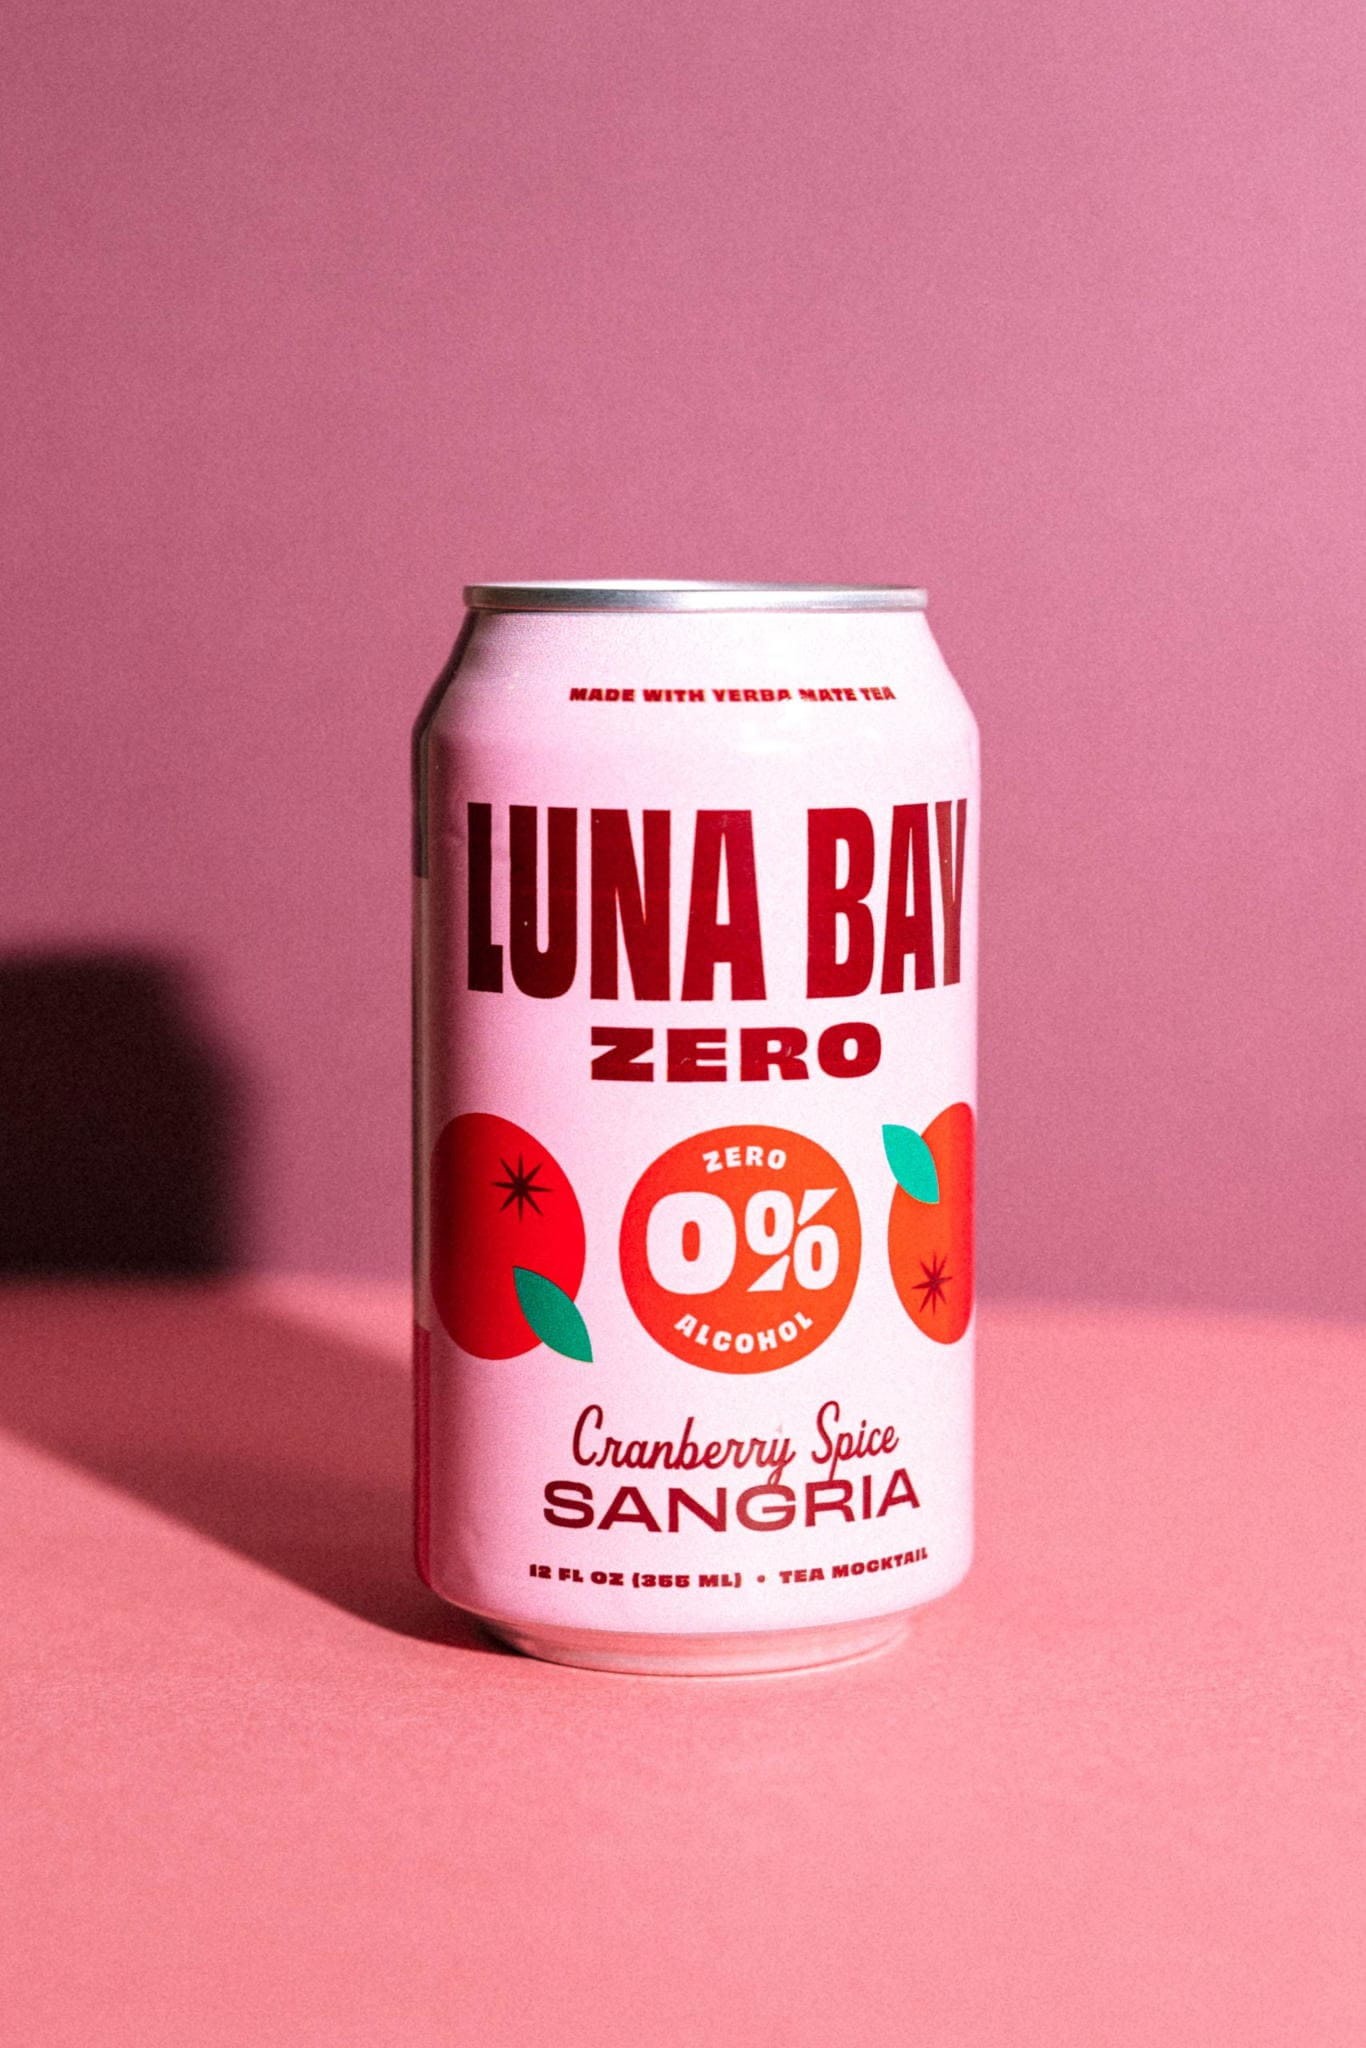 MADE WITH YERBA MATE TEA
LUNA BAY
ZERO
ZERO
0%
ALCOHOL
Cranberry Spice
SANGRIA
12 FL OZ (355 ML) • TEA MOCKTAIL